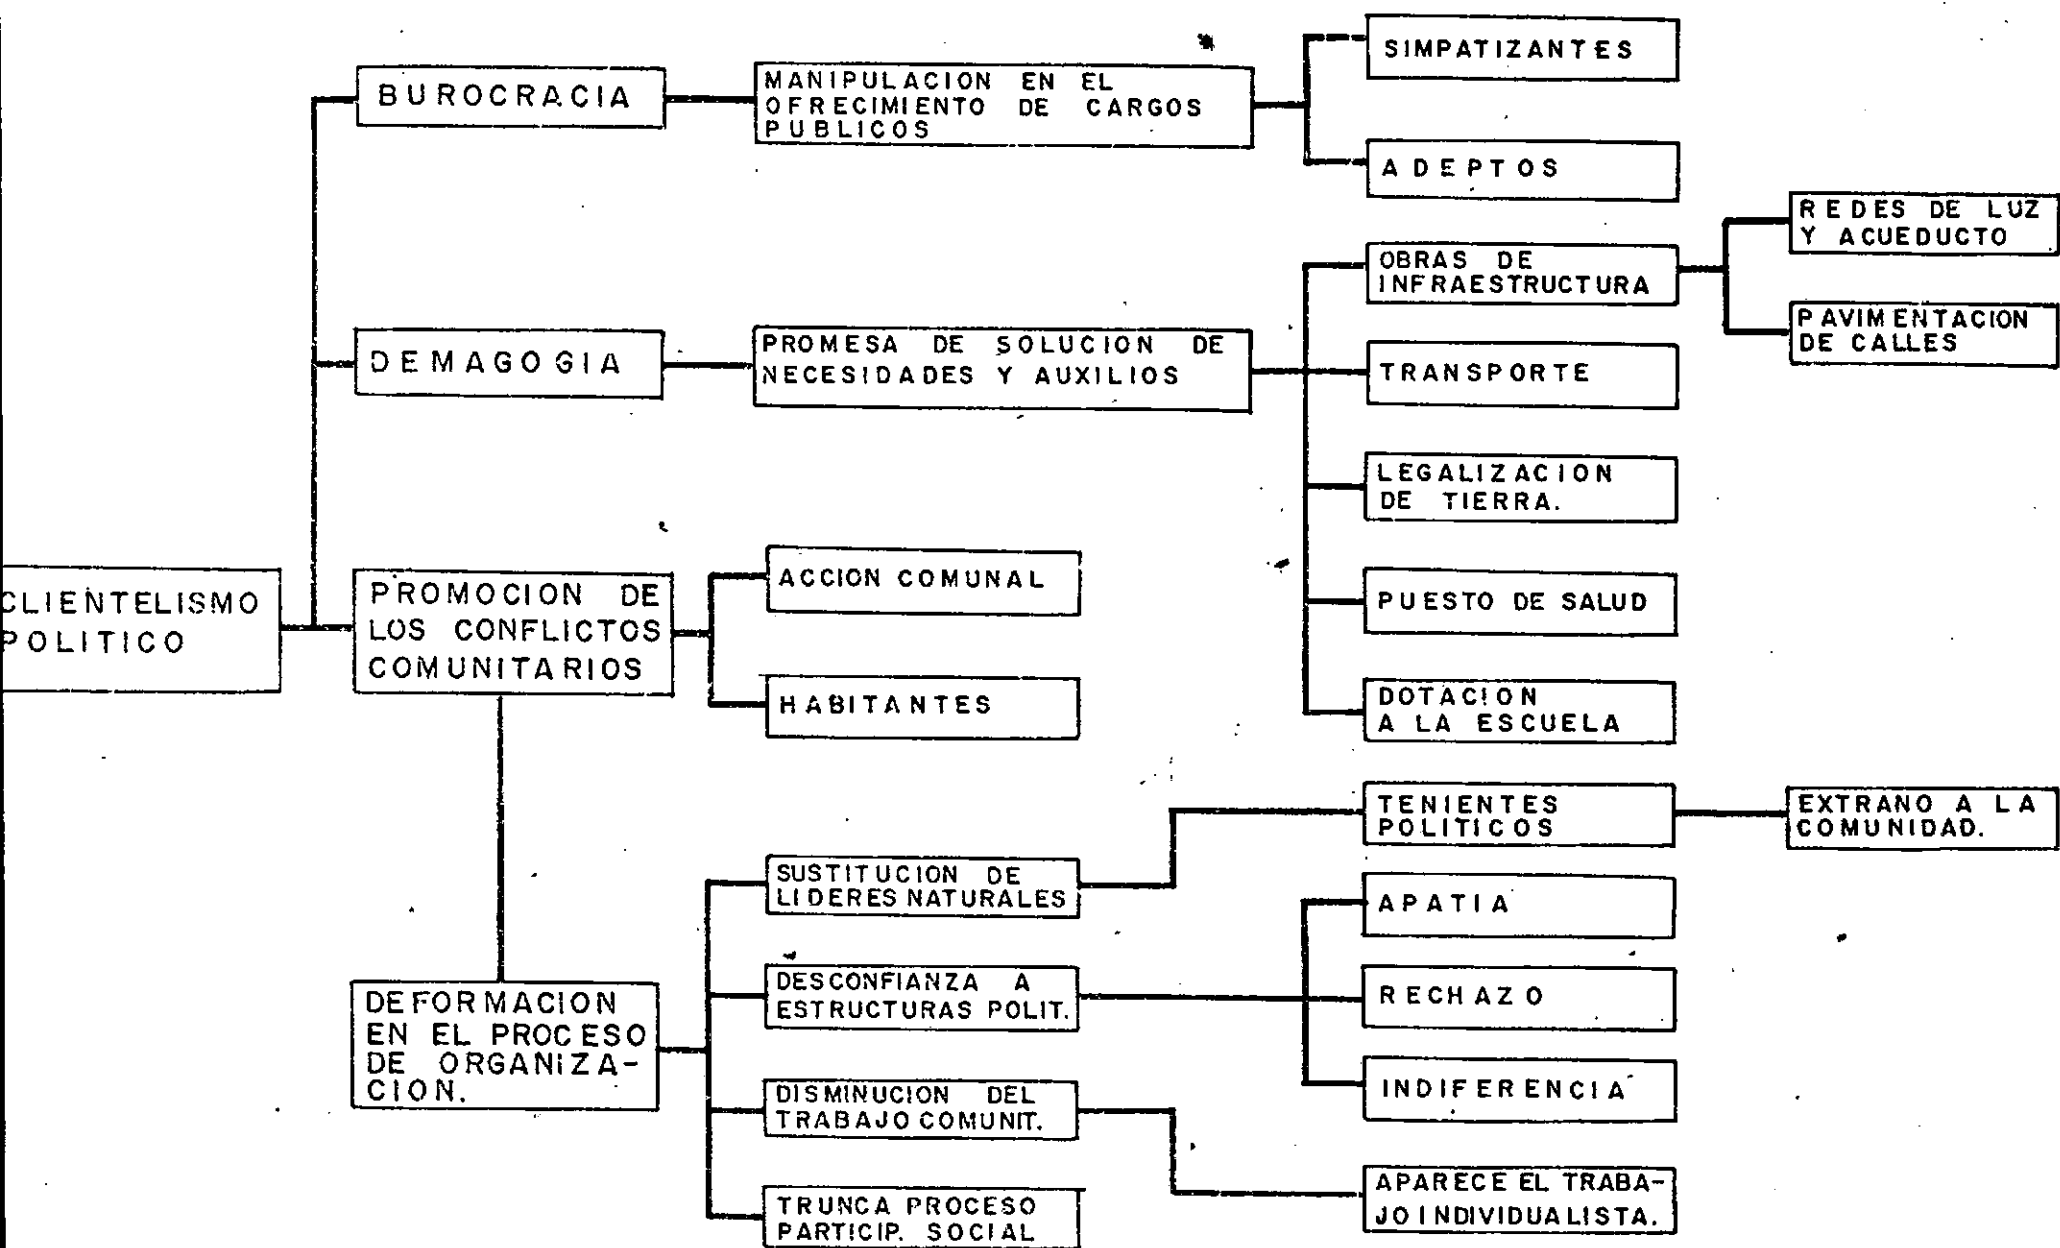 SIMPATIZANTES
BUROCRACIA
MANIPULACION EN EL
OFRECIMIENTO DE CARGOS
PUBLICOS
ADEPTOS
REDES DE LUZ
Y ACUEDUCTO
OBRAS DE
INFRAESTRUCTURA
PAVIMENTACION
DE CALLES
DEMAGOGIA
PROMESA DE SOLUCION DE
NECESIDADES Y AUXILIOS
TRANSPORTE
LEGALIZACION
DE TIERRA.
PUESTO DE SALUD
DOTACION
A LA ESCUELA
CLIENTELISMO
POLITICO
PROMOCION DE
LOS CONFLICTOS
COMUNITARIOS
ACCION COMUNAL
HABITANTES
TENIENTES
POLITICOS
EXTRANO A LA
COMUNIDAD.
SUSTITUCION DE
LIDERES NATURALES
APATIA
DEFORMACION
EN EL PROCESO
DE ORGANIZA-
CION.
DESCONFIANZA A
ESTRUCTURAS POLIT.
RECHAZO
INDIFERENCIA
DISMINUCION DEL
TRABAJO COMUNIT.
APARECE EL TRABA-
JO INDIVIDUALISTA.
TRUNCA PROCESO
PARTICIP. SOCIAL